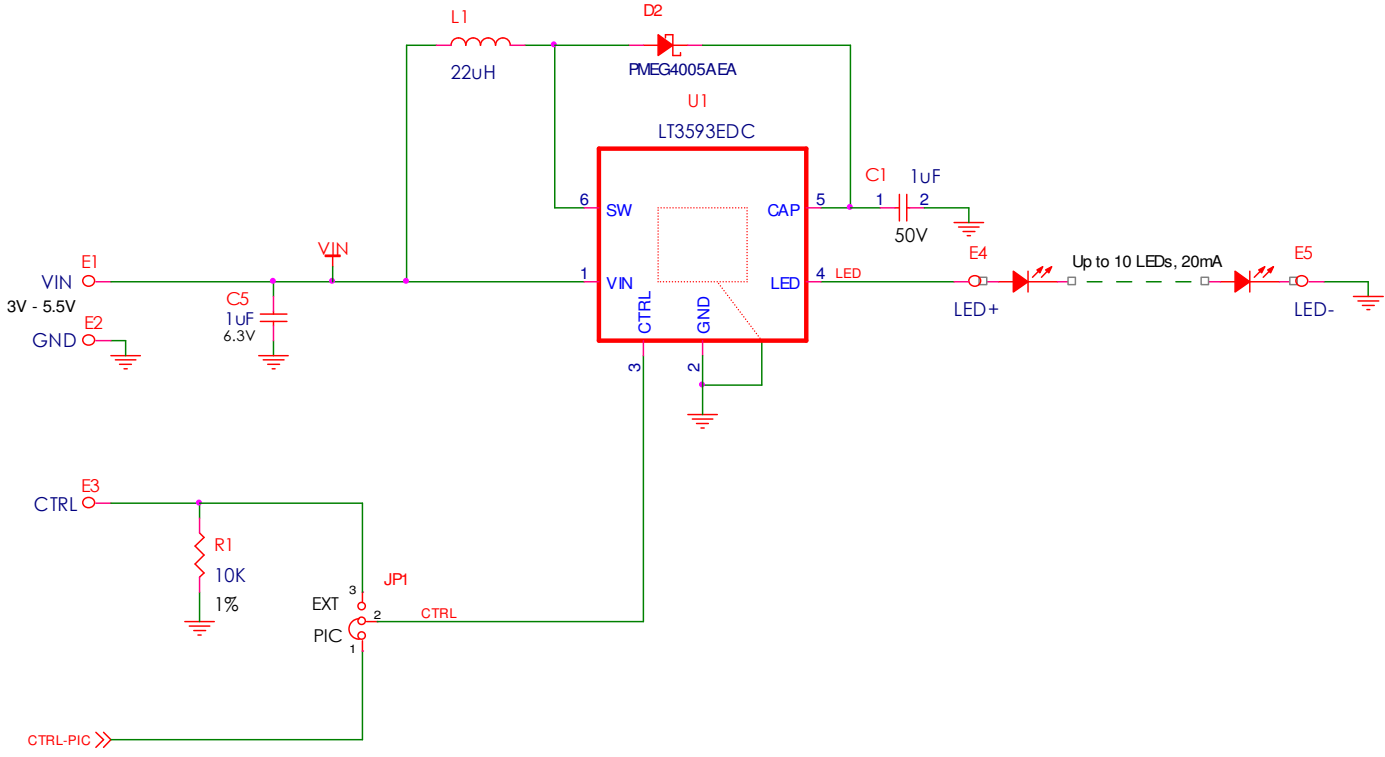 L1
22uH
D2
PMEG4005AEA
U1
LT3593EDC
6
SW
CAP
5
C1
1uF
1
2
50V
VIN
E1
VIN
3V - 5.5V
E2
GND
C5
1uF
6.3V
1
VIN
LED
4
LED
CTRL
GND
3
2
E4
LED+
Up to 10 LEDs, 20mA
E5
LED-
E3
CTRL
R1
10K
1%
JP1
3
EXT
2
CTRL
PIC
1
CTRL-PIC